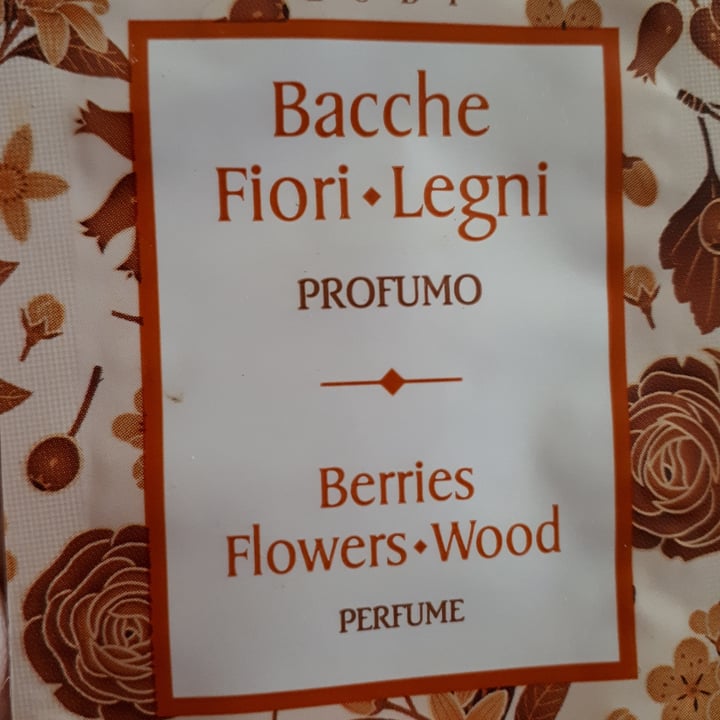 Bacche
Fiori◆Legni
PROFUMO
Berries
Flowers◆Wood
PERFUME